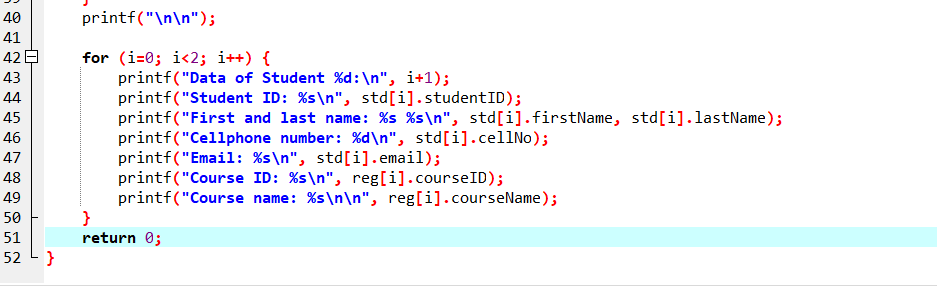 39 }
40 printf("\n\n");
41
42 for (i=0; i<2; i++) {
43 printf("Data of Student %d:\n", i+1);
44 printf("Student ID: %s\n", std[i].studentID);
45 printf("First and last name: %s %s\n", std[i].firstName, std[i].lastName);
46 printf("Cellphone number: %d\n", std[i].cellNo);
47 printf("Email: %s\n", std[i].email);
48 printf("Course ID: %s\n", reg[i].courseID);
49 printf("Course name: %s\n\n", reg[i].courseName);
50 }
51 return 0;
52 }